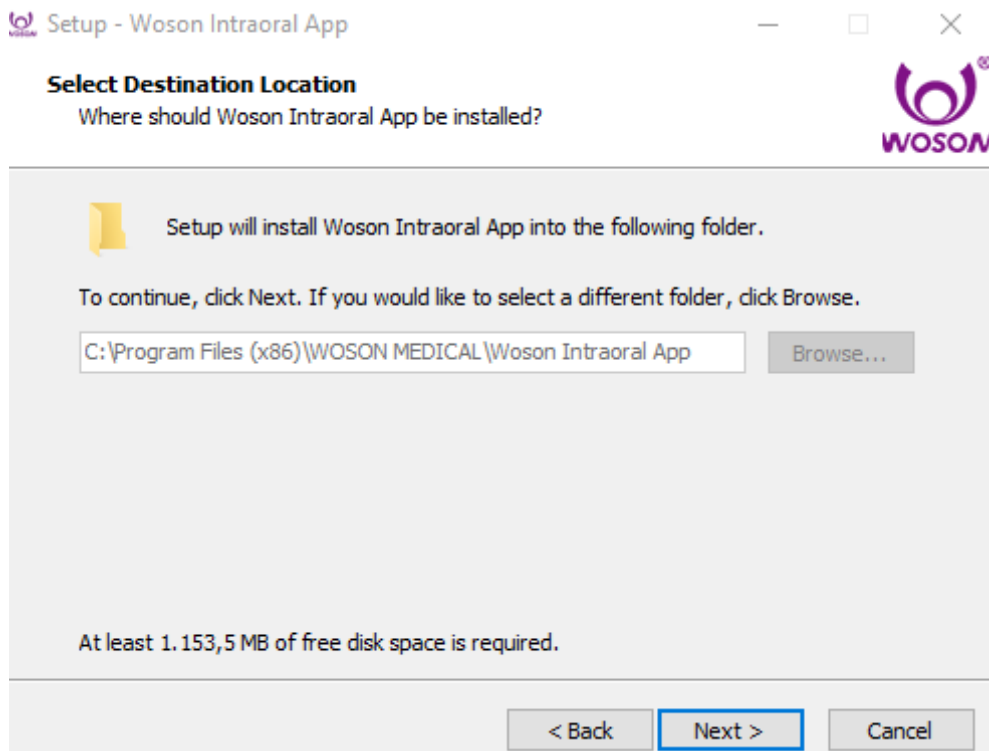 Setup - Woson Intraoral App
Select Destination Location
Where should Woson Intraoral App be installed?
®
WOSON
Setup will install Woson Intraoral App into the following folder.
To continue, click Next. If you would like to select a different folder, click Browse.
C:\Program Files (x86)\WOSON MEDICAL\Woson Intraoral App
Browse...
At least 1.153,5 MB of free disk space is required.
< Back
Next >
Cancel